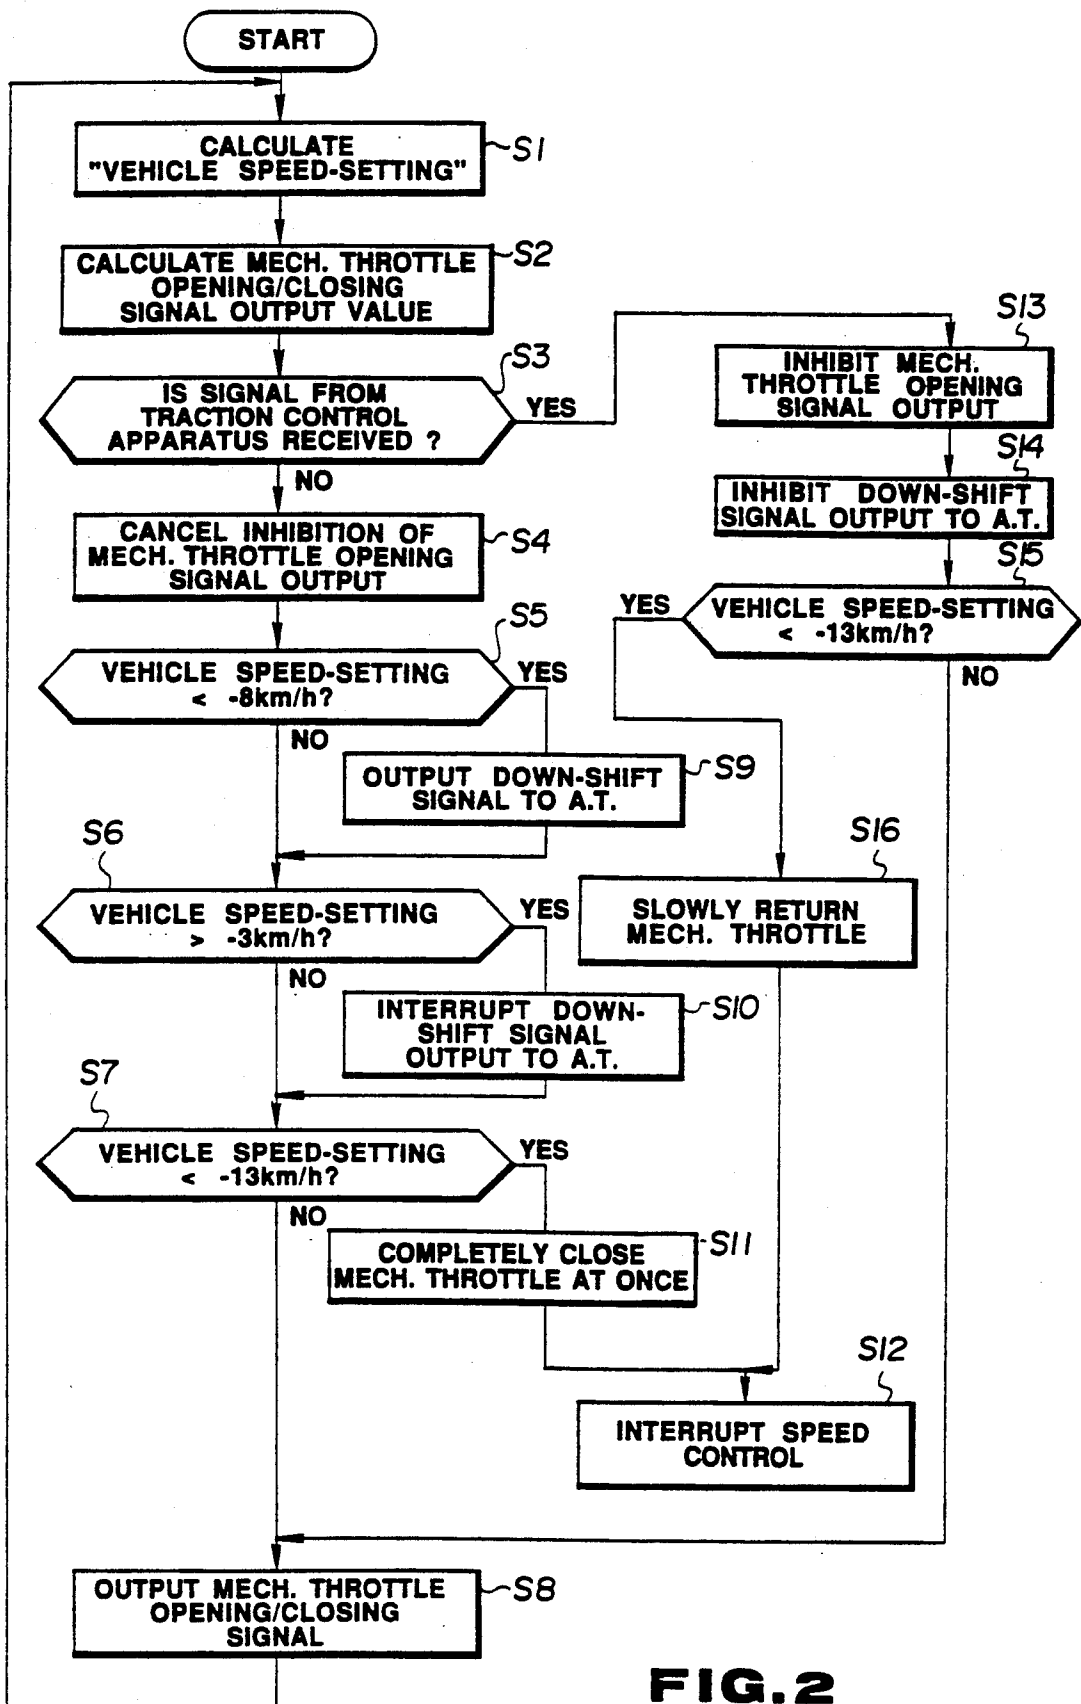 START
CALCULATE
"VEHICLE SPEED-SETTING"
S1
CALCULATE MECH. THROTTLE
OPENING/CLOSING
SIGNAL OUTPUT VALUE
S2
IS SIGNAL FROM
TRACTION CONTROL
APPARATUS RECEIVED ?
S3
YES
NO
CANCEL INHIBITION OF
MECH. THROTTLE OPENING
SIGNAL OUTPUT
S4
VEHICLE SPEED-SETTING
< -8km/h?
S5
YES
NO
OUTPUT DOWN-SHIFT
SIGNAL TO A.T.
S9
S6
VEHICLE SPEED-SETTING
> -3km/h?
YES
NO
INTERRUPT DOWN-
SHIFT SIGNAL
OUTPUT TO A.T.
S10
S7
VEHICLE SPEED-SETTING
< -13km/h?
YES
NO
COMPLETELY CLOSE
MECH. THROTTLE AT ONCE
S11
S13
INHIBIT MECH.
THROTTLE OPENING
SIGNAL OUTPUT
S14
INHIBIT DOWN-SHIFT
SIGNAL OUTPUT TO A.T.
S15
YES
VEHICLE SPEED-SETTING
< -13km/h?
NO
S16
SLOWLY RETURN
MECH. THROTTLE
S12
INTERRUPT SPEED
CONTROL
OUTPUT MECH. THROTTLE
OPENING/CLOSING
SIGNAL
S8
FIG.2